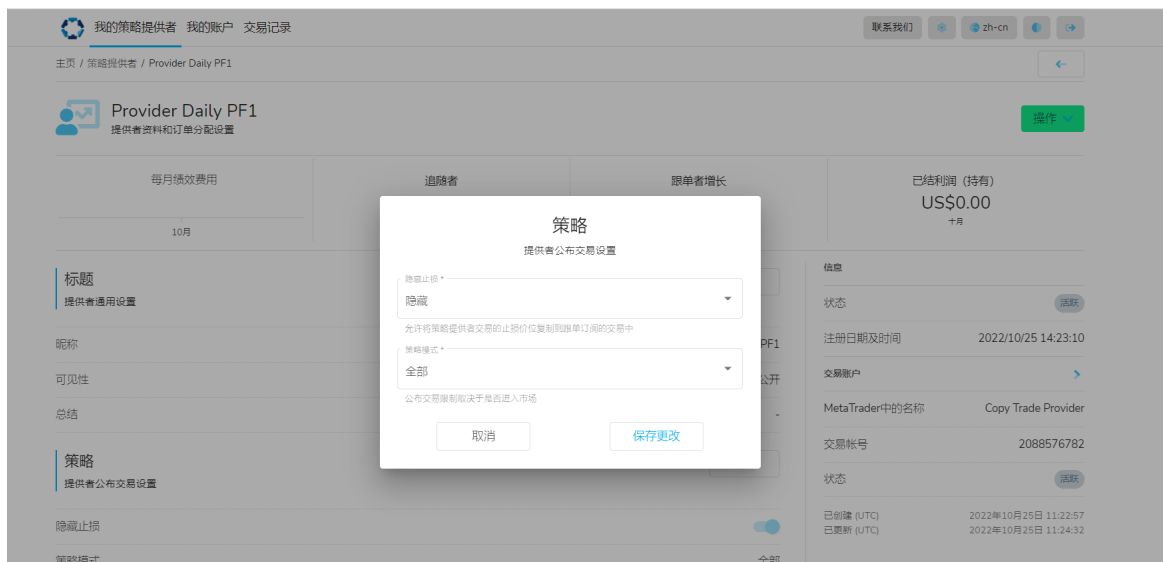 我的策略提供者 我的账户 交易记录
联系我们 zh-cn
主页 / 策略提供者 / Provider Daily PF1
Provider Daily PF1
提供者资料和订单分配设置
操作
每月绩效费用
10月
追随者
跟单者增长
已结利润 (持有)
US$0.00
十月
标题
提供者通用设置
昵称 PF1
可见性 公开
总结 -
策略
提供者公布交易设置
隐藏止损
策略模式 全部
策略
提供者公布交易设置
隐藏止损 *
隐藏
允许将策略提供者交易的止损价位复制到跟单订阅的交易中
策略模式 *
全部
公布交易限制取决于是否进入市场
取消 保存更改
信息
状态 活跃
注册日期及时间 2022/10/25 14:23:10
交易账户
MetaTrader中的名称 Copy Trade Provider
交易帐号 2088576782
状态 活跃
已创建 (UTC) 2022年10月25日 11:22:57
已更新 (UTC) 2022年10月25日 11:24:32